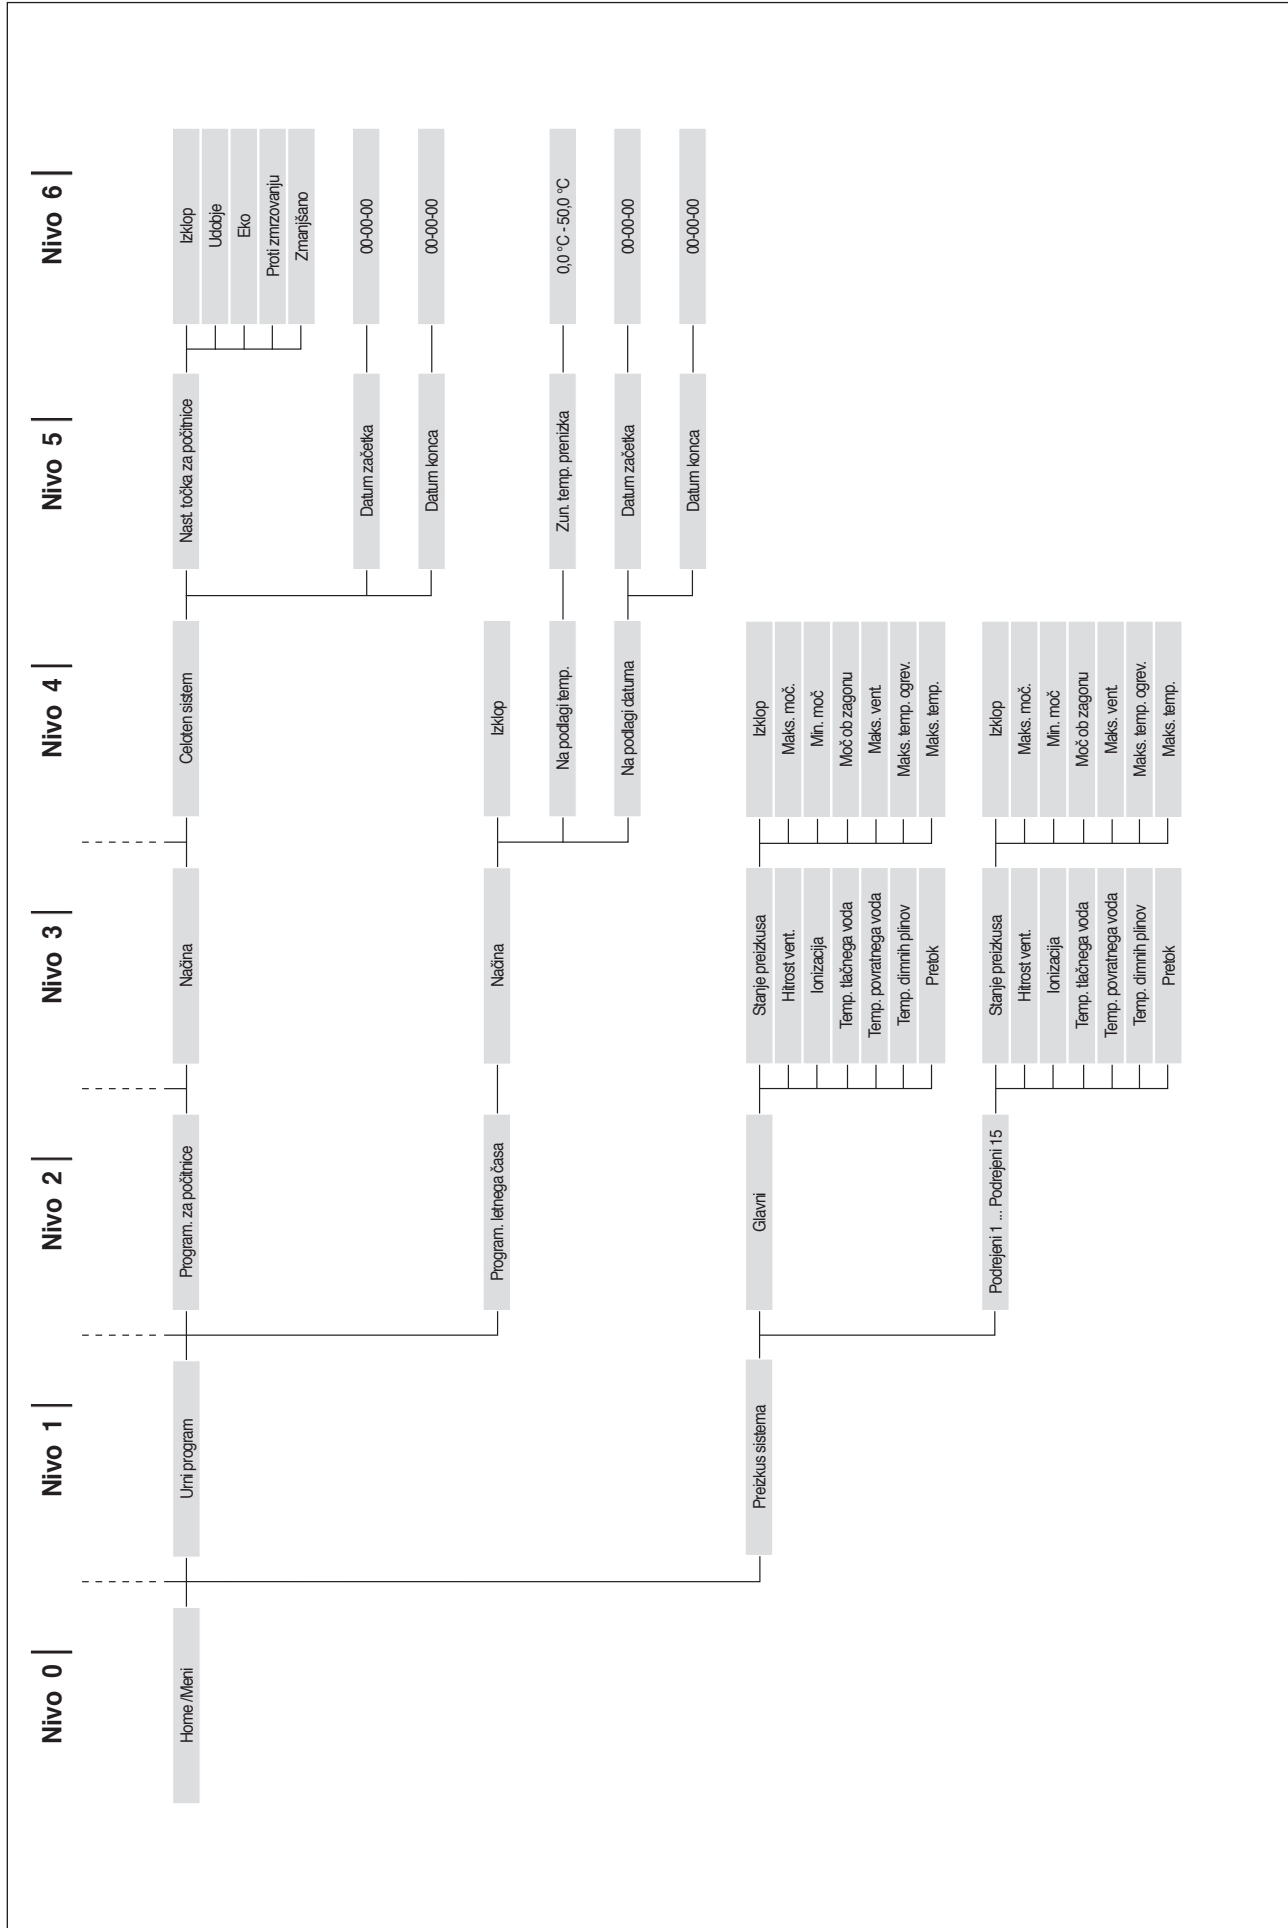 Nivo 0
Nivo 1
Nivo 2
Nivo 3
Nivo 4
Nivo 5
Nivo 6
Home /Meni
Urni program
Program. za počitnice
Načina
Celoten sistem
Nast. točka za počitnice
Izklop
Udobje
Eko
Proti zmrzovanju
Zmanjšano
Datum začetka
00-00-00
Datum konca
00-00-00
Program. letnega časa
Načina
Izklop
Na podlagi temp.
Zun. temp. prenizka
0,0 °C - 50,0 °C
Na podlagi datuma
Datum začetka
00-00-00
Datum konca
00-00-00
Preizkus sistema
Glavni
Stanje preizkusa
Hitrost vent.
Ionizacija
Temp. tlačnega voda
Temp. povratnega voda
Temp. dimnih plinov
Pretok
Izklop
Maks. moč.
Min. moč
Moč ob zagonu
Maks. vent.
Maks. temp. ogrev.
Maks. temp.
Podrejeni 1 ... Podrejeni 15
Stanje preizkusa
Hitrost vent.
Ionizacija
Temp. tlačnega voda
Temp. povratnega voda
Temp. dimnih plinov
Pretok
Izklop
Maks. moč.
Min. moč
Moč ob zagonu
Maks. vent.
Maks. temp. ogrev.
Maks. temp.